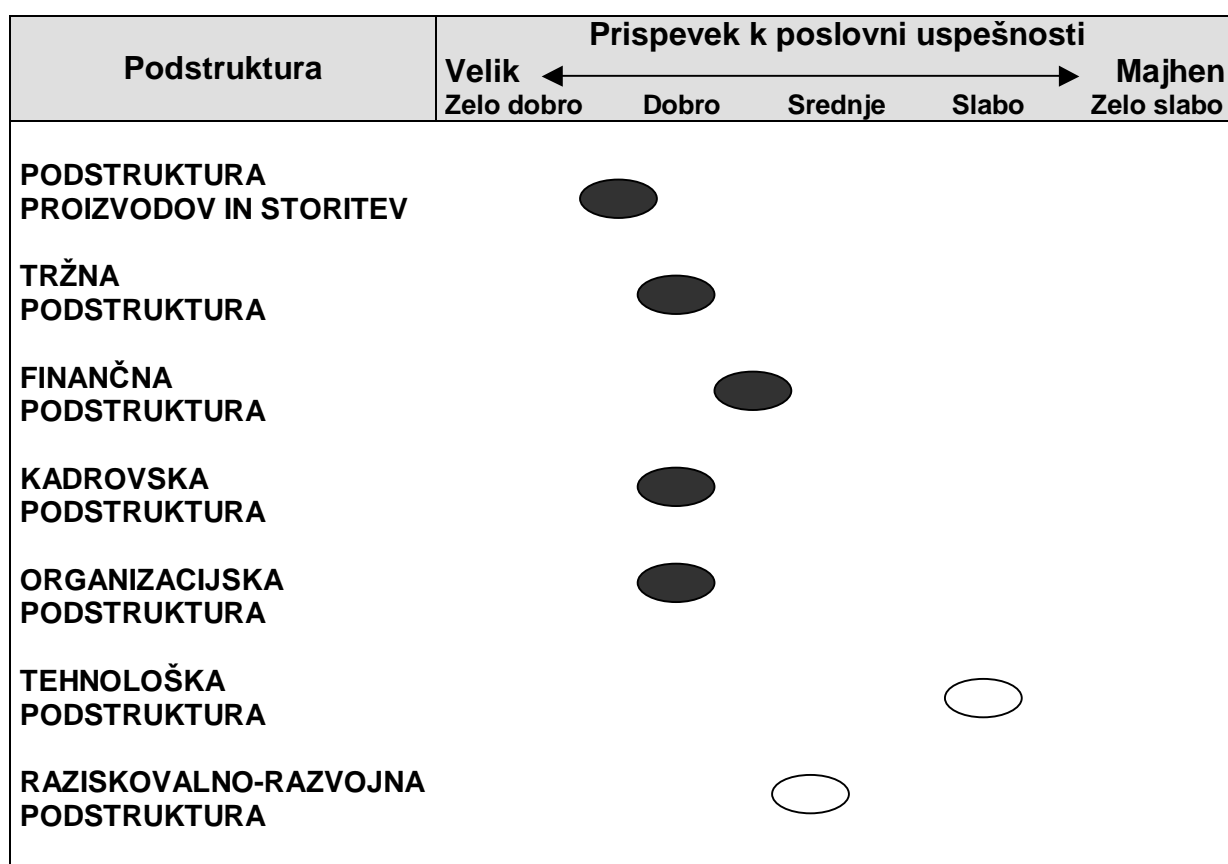 Podstruktura
Prispevek k poslovni uspešnosti
Velik Majhen
Zelo dobro Dobro Srednje Slabo Zelo slabo
PODSTRUKTURA
PROIZVODOV IN STORITEV
TRŽNA
PODSTRUKTURA
FINANČNA
PODSTRUKTURA
KADROVSKA
PODSTRUKTURA
ORGANIZACIJSKA
PODSTRUKTURA
TEHNOLOŠKA
PODSTRUKTURA
RAZISKOVALNO-RAZVOJNA
PODSTRUKTURA